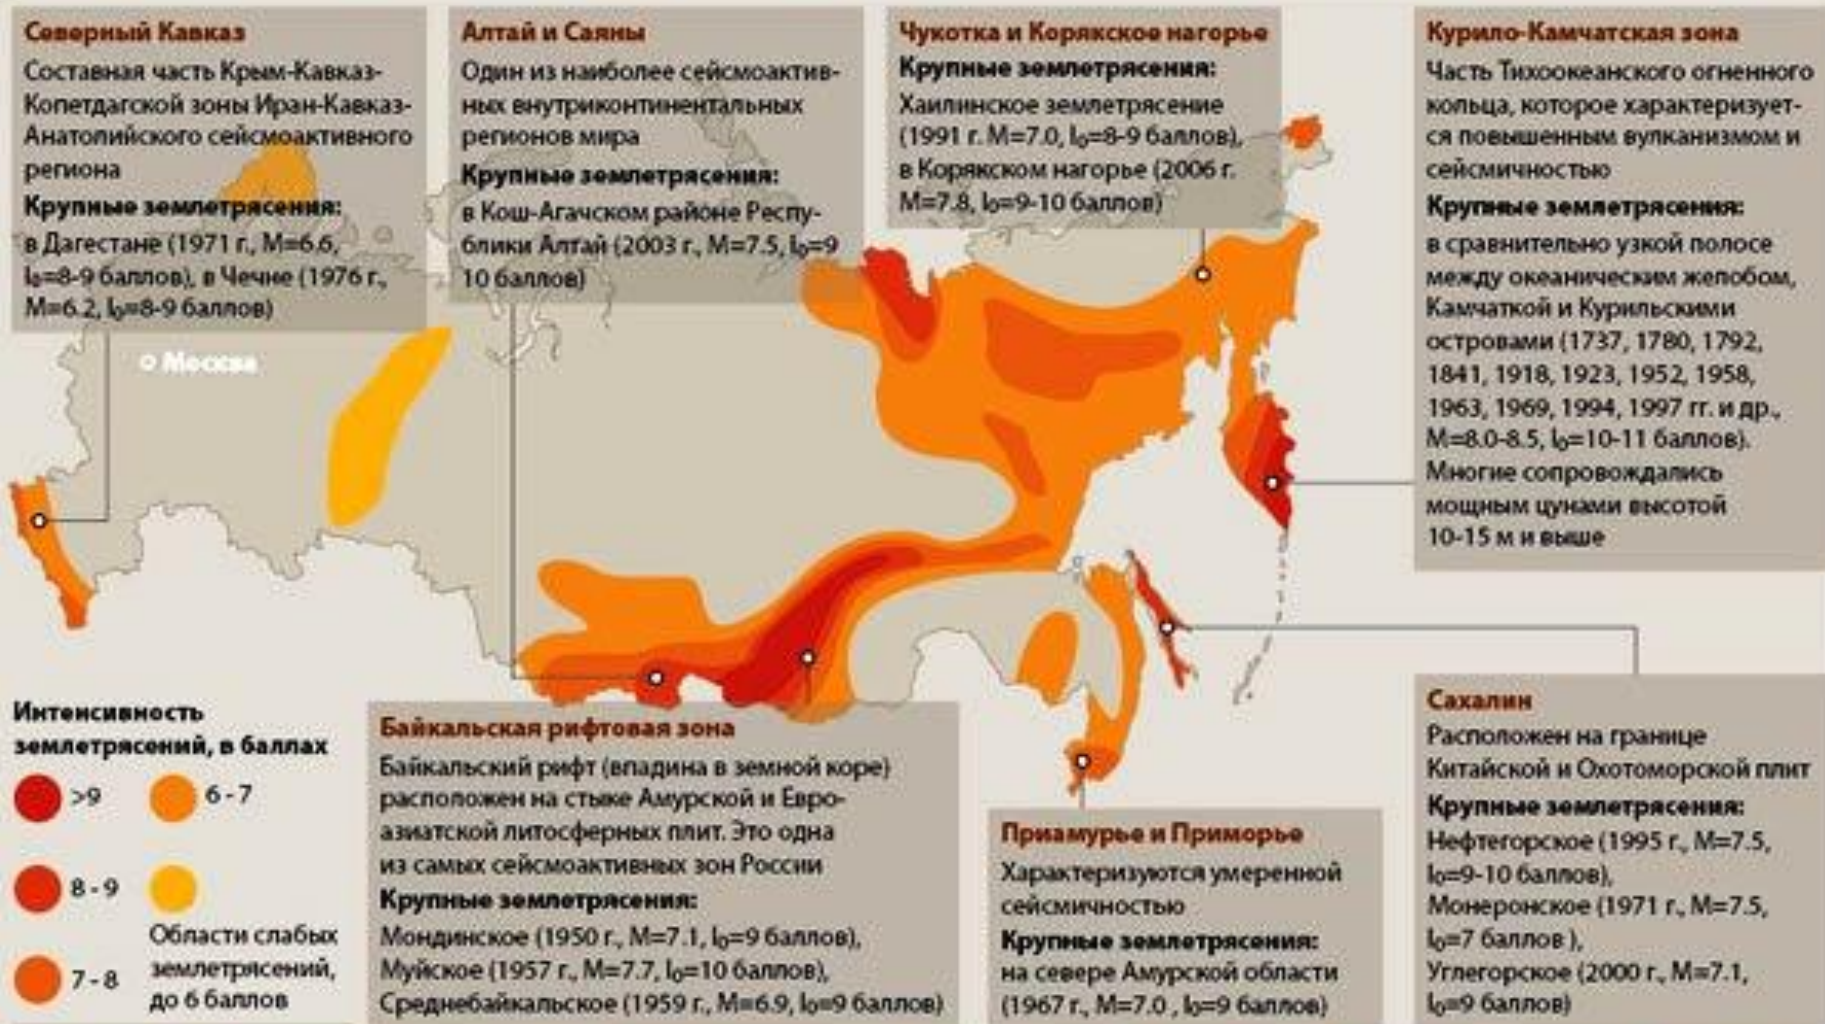 Северный Кавказ
Составная часть Крым-Кавказ-
Копетдагской зоны Иран-Кавказ-
Анатолийского сейсмоактивного
региона
Крупные землетрясения:
в Дагестане (1971 г., М=6.6,
I₀=8-9 баллов), в Чечне (1976 г.,
М=6.2, I₀=8-9 баллов)
Алтай и Саяны
Один из наиболее сейсмоактив-
ных внутриконтинентальных
регионов мира
Крупные землетрясения:
в Кош-Агачском районе Респу-
блики Алтай (2003 г., М=7.5, I₀=9
10 баллов)
Чукотка и Корякское нагорье
Крупные землетрясения:
Хаилинское землетрясение
(1991 г. М=7.0, I₀=8-9 баллов),
в Корякском нагорье (2006 г.
М=7.8, I₀=9-10 баллов)
Курило-Камчатская зона
Часть Тихоокеанского огненного
кольца, которое характеризует-
ся повышенным вулканизмом и
сейсмичностью
Крупные землетрясения:
в сравнительно узкой полосе
между океаническим желобом,
Камчаткой и Курильскими
островами (1737, 1780, 1792,
1841, 1918, 1923, 1952, 1958,
1963, 1969, 1994, 1997 гг. и др.,
М=8.0-8.5, I₀=10-11 баллов).
Многие сопровождались
мощным цунами высотой
10-15 м и выше
Москва
Интенсивность
землетрясений, в баллах
>9
6 - 7
8 - 9
7 - 8
Области слабых
землетрясений,
до 6 баллов
Байкальская рифтовая зона
Байкальский рифт (впадина в земной коре)
расположен на стыке Амурской и Евро-
азиатской литосферных плит. Это одна
из самых сейсмоактивных зон России
Крупные землетрясения:
Мондинское (1950 г., М=7.1, I₀=9 баллов),
Муйское (1957 г., М=7.7, I₀=10 баллов),
Среднебайкальское (1959 г., М=6.9, I₀=9 баллов)
Приамурье и Приморье
Характеризуются умеренной
сейсмичностью
Крупные землетрясения:
на севере Амурской области
(1967 г., М=7.0 , I₀=9 баллов)
Сахалин
Расположен на границе
Китайской и Охотоморской плит
Крупные землетрясения:
Нефтегорское (1995 г., М=7.5,
I₀=9-10 баллов),
Монеронское (1971 г., М=7.5,
I₀=7 баллов ),
Углегорское (2000 г., М=7.1,
I₀=9 баллов)